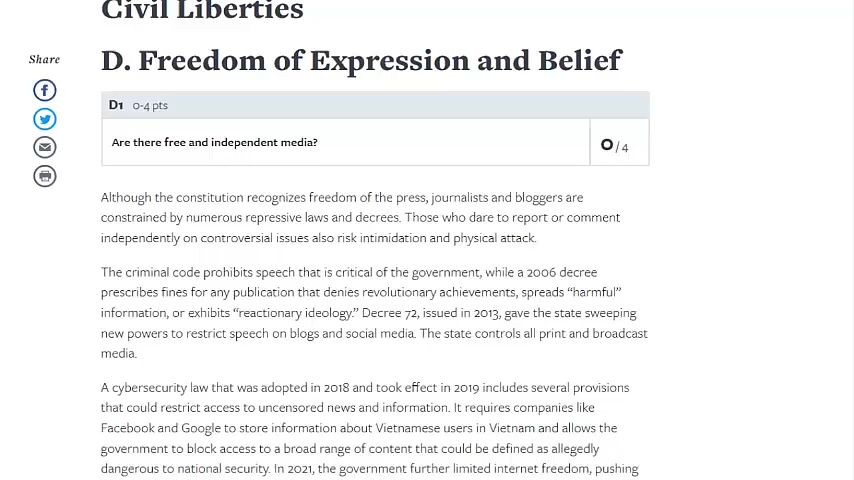 Civil Liberties
Share
D. Freedom of Expression and Belief
D1 0-4 pts
Are there free and independent media?
0 / 4
Although the constitution recognizes freedom of the press, journalists and bloggers are
constrained by numerous repressive laws and decrees. Those who dare to report or comment
independently on controversial issues also risk intimidation and physical attack.
The criminal code prohibits speech that is critical of the government, while a 2006 decree
prescribes fines for any publication that denies revolutionary achievements, spreads “harmful”
information, or exhibits “reactionary ideology.” Decree 72, issued in 2013, gave the state sweeping
new powers to restrict speech on blogs and social media. The state controls all print and broadcast
media.
A cybersecurity law that was adopted in 2018 and took effect in 2019 includes several provisions
that could restrict access to uncensored news and information. It requires companies like
Facebook and Google to store information about Vietnamese users in Vietnam and allows the
government to block access to a broad range of content that could be defined as allegedly
dangerous to national security. In 2021, the government further limited internet freedom, pushing